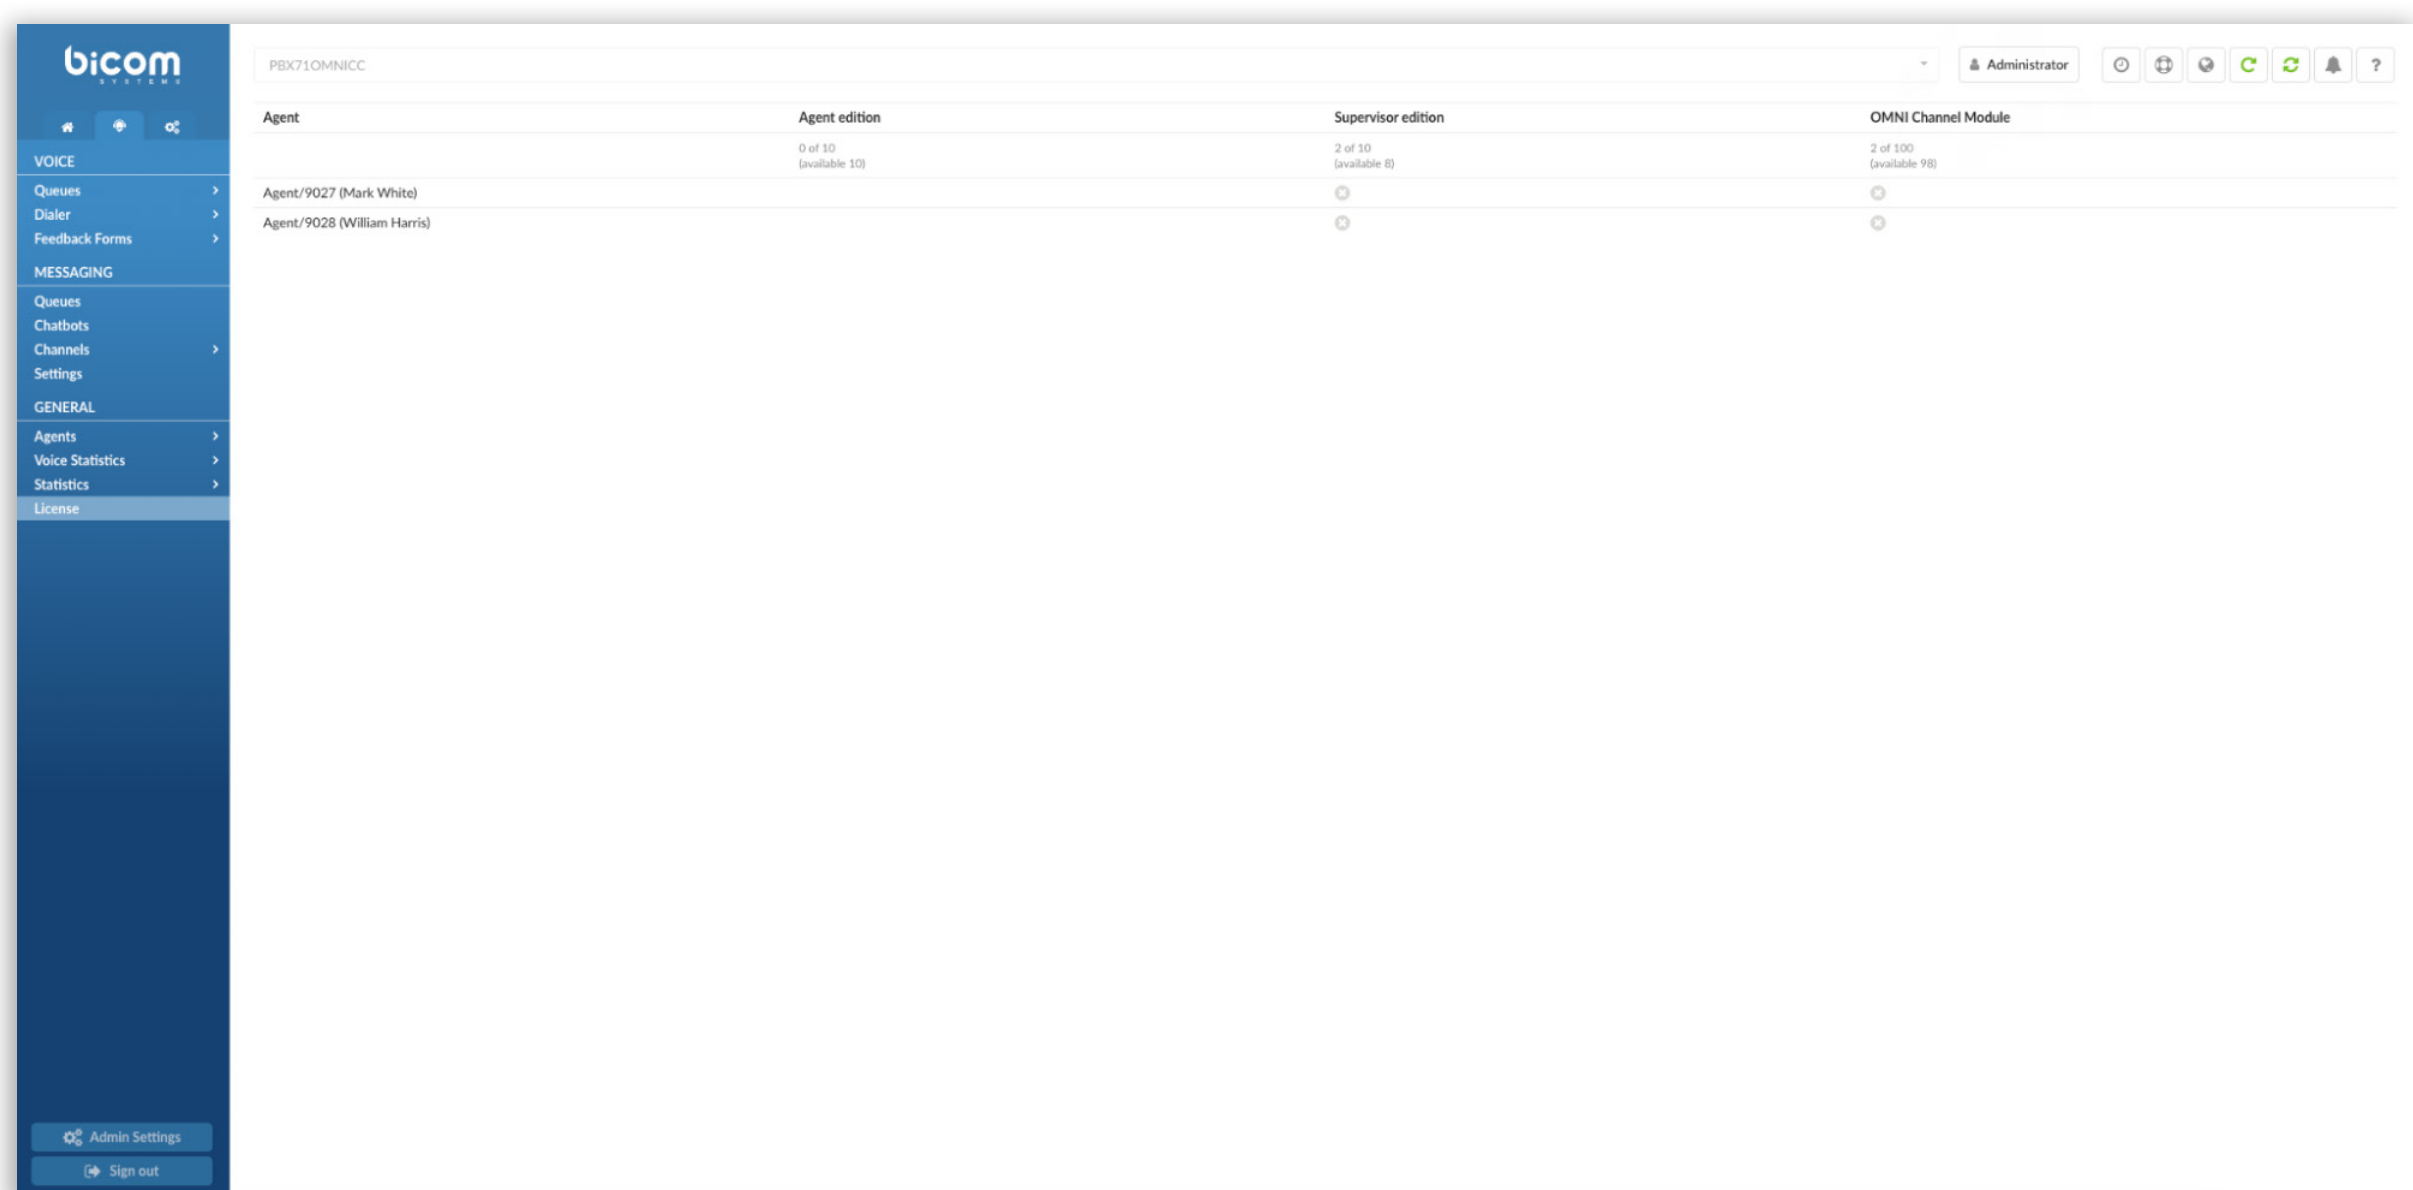 bicom
SYSTEMS
VOICE
Queues
Dialer
Feedback Forms
MESSAGING
Queues
Chatbots
Channels
Settings
GENERAL
Agents
Voice Statistics
Statistics
License
Admin Settings
Sign out
PBX71OMNICC
Administrator
?
Agent Agent edition Supervisor edition OMNI Channel Module
0 of 10 2 of 10 2 of 100
(available 10) (available 8) (available 98)
Agent/9027 (Mark White)
Agent/9028 (William Harris)